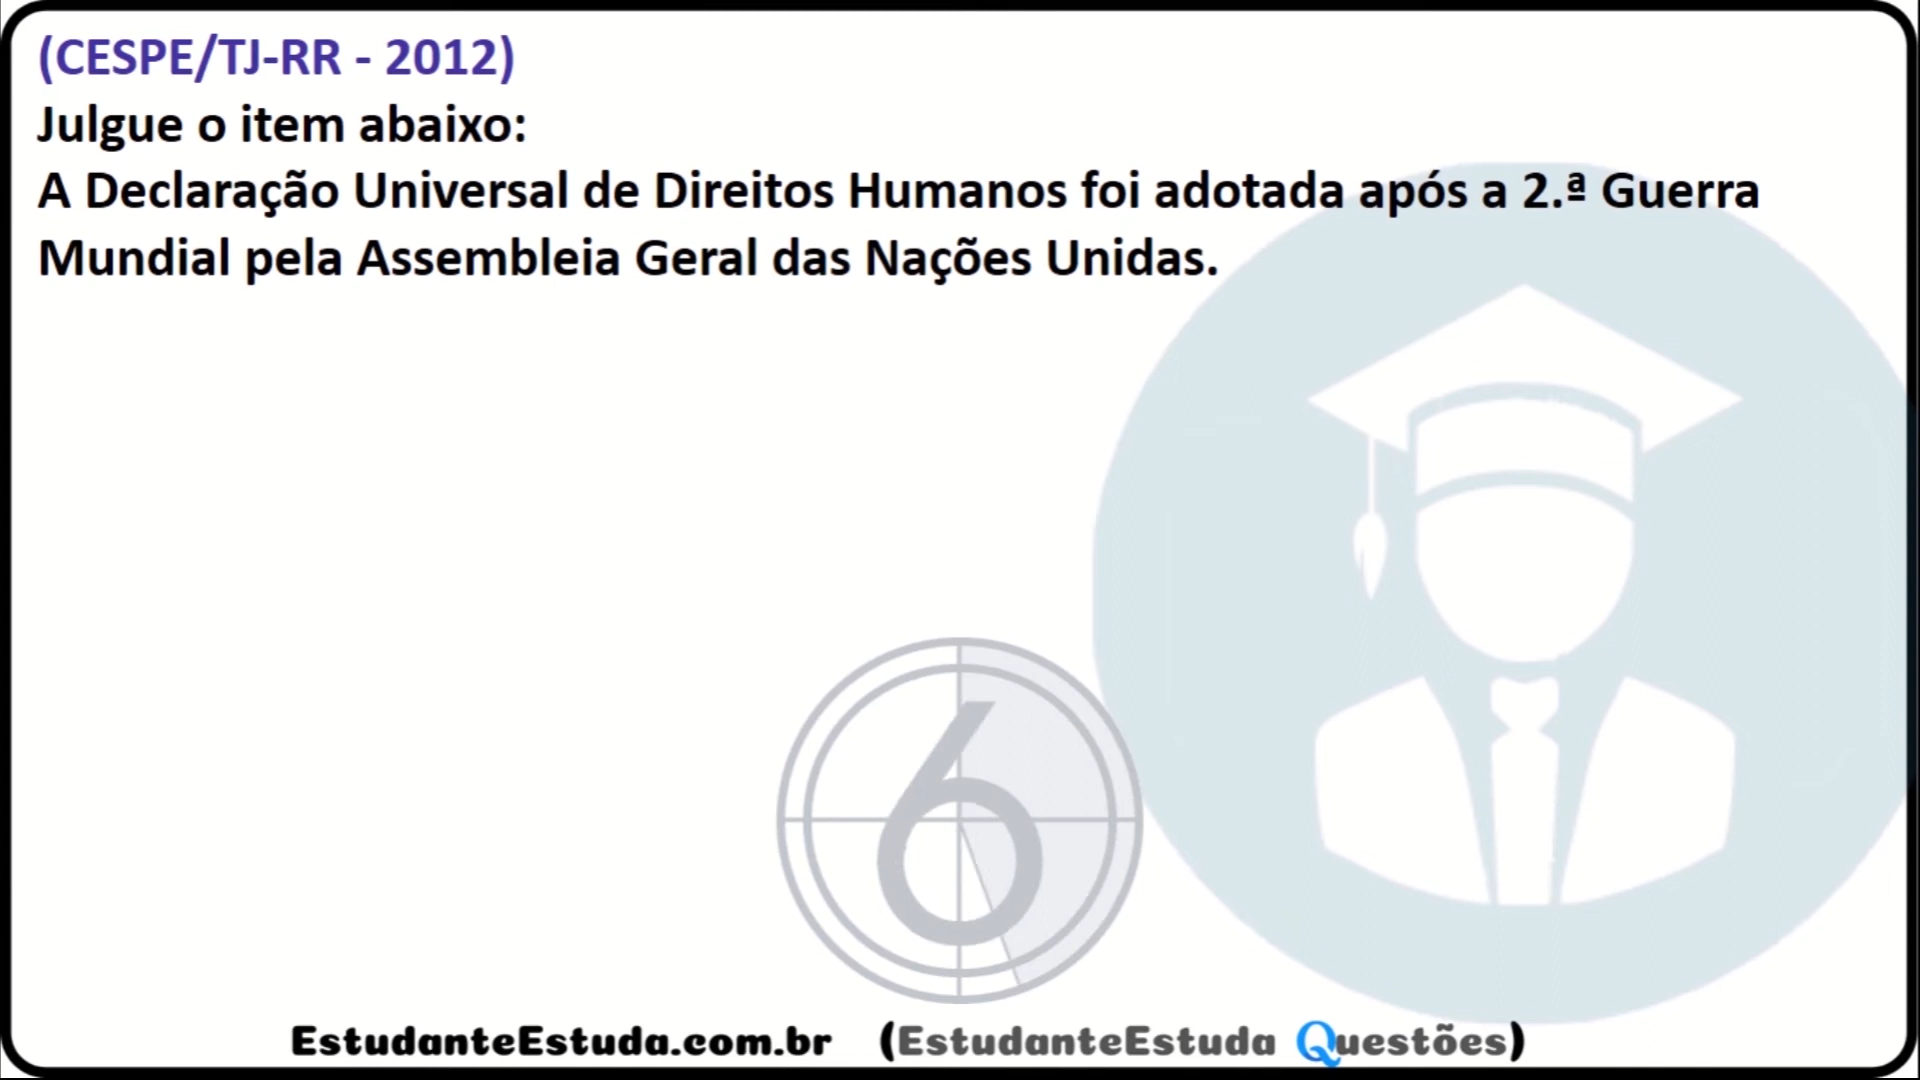 (CESPE/TJ-RR - 2012)
Julgue o item abaixo:
A Declaração Universal de Direitos Humanos foi adotada após a 2.ª Guerra
Mundial pela Assembleia Geral das Nações Unidas.
6
EstudanteEstuda.com.br (EstudanteEstuda Questões)